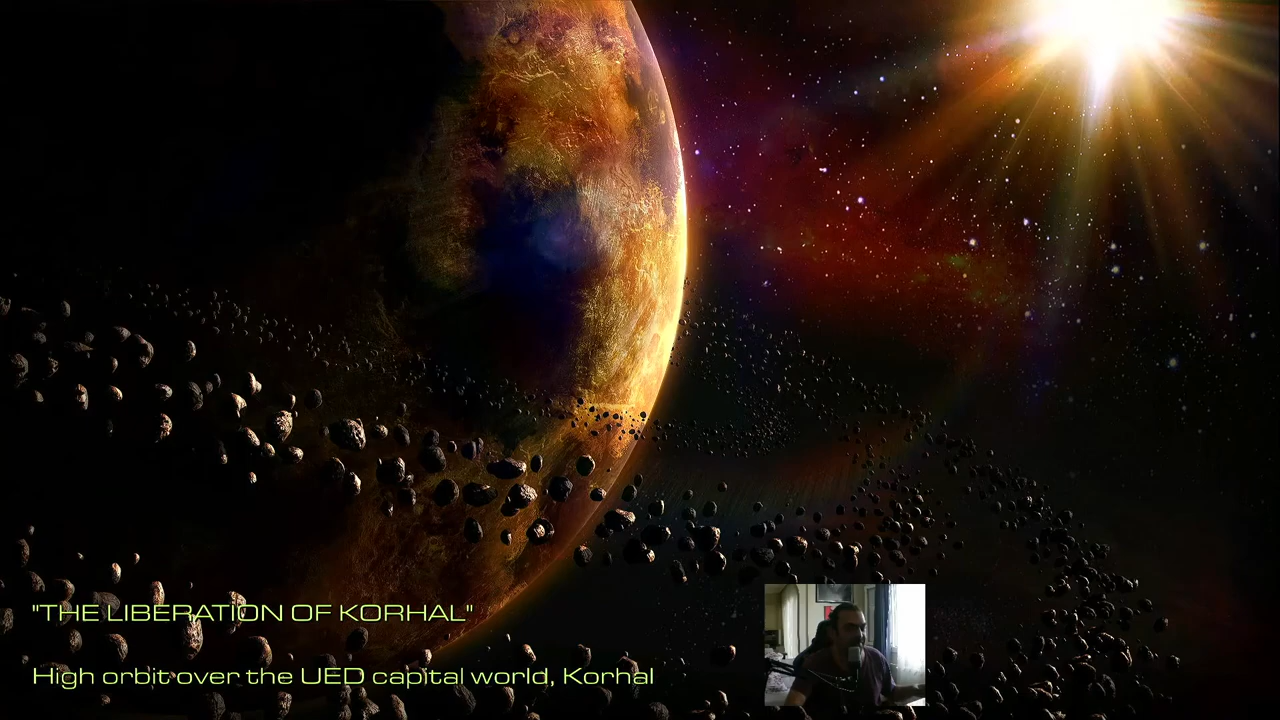 "THE LIBERATION OF KORHAL"
High orbit over the UED capital world, Korhal